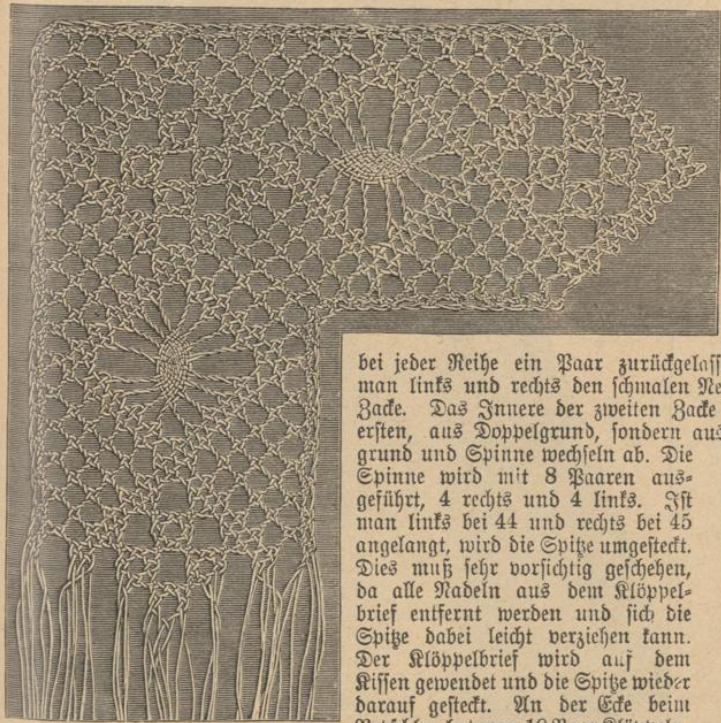 bei jeder Reihe ein Paar zurückgelass
man links und rechts den schmalen Ne
Zacke. Das Innere der zweiten Zacke
ersten, aus Doppelgrund, sondern aus
grund und Spinne wechseln ab. Die
Spinne wird mit 8 Paaren aus-
geführt, 4 rechts und 4 links. Ist
man links bei 44 und rechts bei 45
angelangt, wird die Spitze umgesteckt.
Dies muß sehr vorsichtig geschehen,
da alle Nadeln aus dem Klöppel-
brief entfernt werden und sich die
Spitze dabei leicht verziehen kann.
Der Klöppelbrief wird auf dem
Kissen gewendet und die Spitze wieder
darauf gesteckt. An der Ecke beim